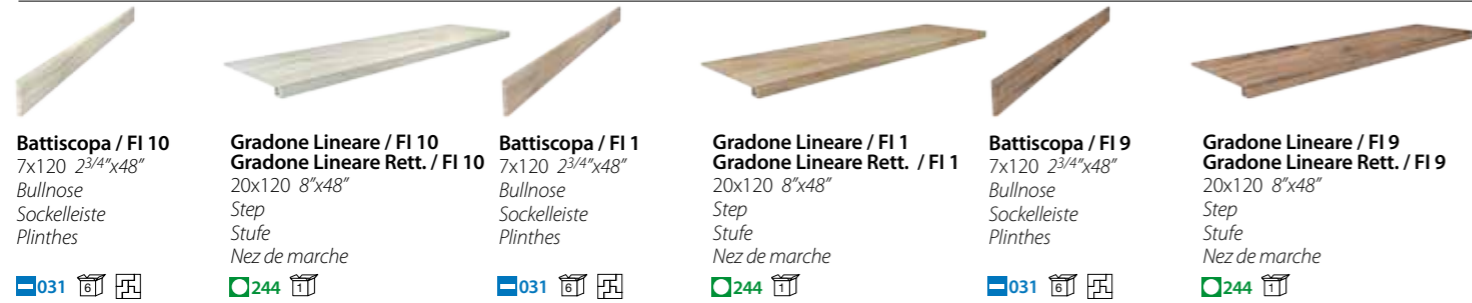 Battiscopa / FI 10
7x120 2 3/4"x48"
Bullnose
Sockelleiste
Plinthes
031 6
Gradone Lineare / FI 10
Gradone Lineare Rett. / FI 10
20x120 8"x48"
Step
Stufe
Nez de marche
244 1
Battiscopa / FI 1
7x120 2 3/4"x48"
Bullnose
Sockelleiste
Plinthes
031 6
Gradone Lineare / FI 1
Gradone Lineare Rett. / FI 1
20x120 8"x48"
Step
Stufe
Nez de marche
244 1
Battiscopa / FI 9
7x120 2 3/4"x48"
Bullnose
Sockelleiste
Plinthes
031 6
Gradone Lineare / FI 9
Gradone Lineare Rett. / FI 9
20x120 8"x48"
Step
Stufe
Nez de marche
244 1